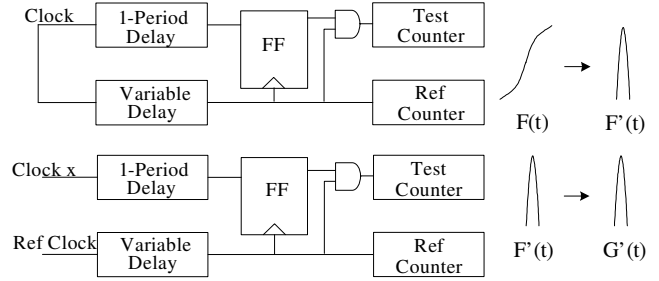 Clock
1-Period
Delay
FF
Test
Counter
Variable
Delay
Ref
Counter
F(t)
F'(t)
Clock x
1-Period
Delay
FF
Test
Counter
Ref Clock
Variable
Delay
Ref
Counter
F'(t)
G'(t)